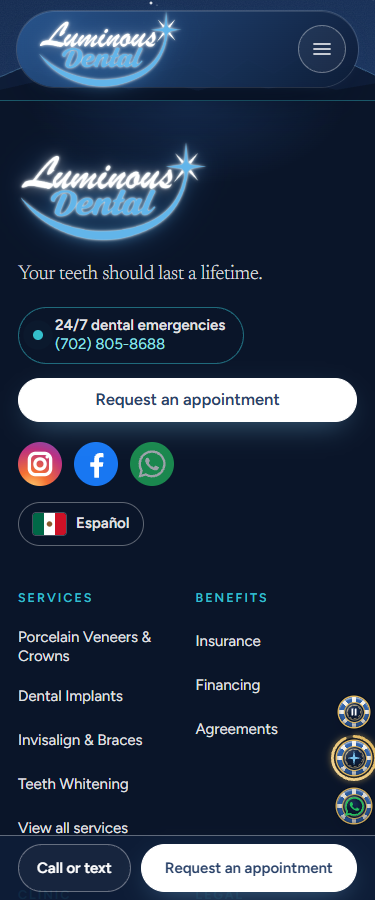 Luminous
Dental
Luminous
Dental
Your teeth should last a lifetime.
24/7 dental emergencies
(702) 805-8688
Request an appointment
Español
SERVICES
BENEFITS
Porcelain Veneers &
Crowns
Insurance
Dental Implants
Financing
Invisalign & Braces
Agreements
Teeth Whitening
View all services
Call or text
Request an appointment
CLINIC
LEGAL